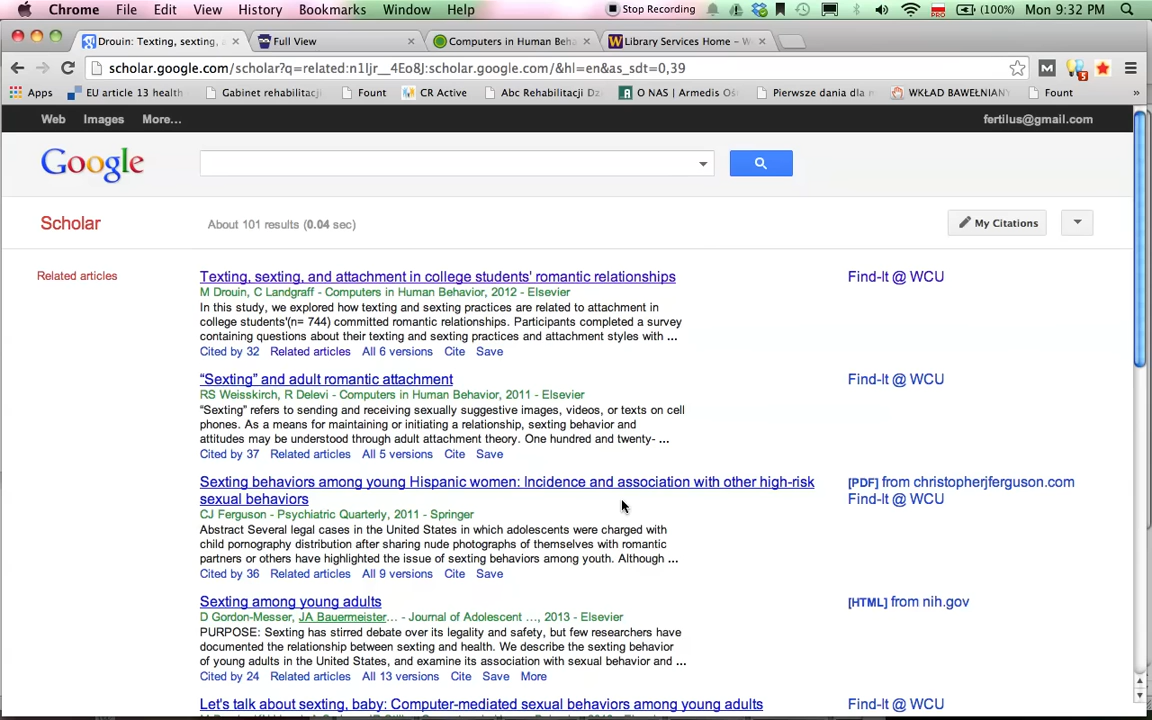 Chrome File Edit View History Bookmarks Window Help Stop Recording (100%) Mon 9:32 PM
Drouin: Texting, sexting, Full View Computers in Human Beha Library Services Home – W
scholar.google.com/scholar?q=related:n1Ijr__4Eo8J:scholar.google.com/&hl=en&as_sdt=0,39
Apps EU article 13 health Gabinet rehabilitacj Fount CR Active Abc Rehabilitacji Dzi O NAS | Armedis Oś Pierwsze dania dla m WKŁAD BAWEŁNIAN Fount »
Web Images More... fertilus@gmail.com
Google
Scholar About 101 results (0.04 sec) My Citations
Related articles
Texting, sexting, and attachment in college students' romantic relationships Find-It @ WCU
M Drouin, C Landgraff - Computers in Human Behavior, 2012 - Elsevier
In this study, we explored how texting and sexting practices are related to attachment in
college students'(n= 744) committed romantic relationships. Participants completed a survey
containing questions about their texting and sexting practices and attachment styles with ...
Cited by 32 Related articles All 6 versions Cite Save
“Sexting” and adult romantic attachment Find-It @ WCU
RS Weisskirch, R Delevi - Computers in Human Behavior, 2011 - Elsevier
“Sexting” refers to sending and receiving sexually suggestive images, videos, or texts on cell
phones. As a means for maintaining or initiating a relationship, sexting behavior and
attitudes may be understood through adult attachment theory. One hundred and twenty- ...
Cited by 37 Related articles All 5 versions Cite Save
Sexting behaviors among young Hispanic women: Incidence and association with other high-risk [PDF] from christopherjferguson.com
sexual behaviors Find-It @ WCU
CJ Ferguson - Psychiatric Quarterly, 2011 - Springer
Abstract Several legal cases in the United States in which adolescents were charged with
child pornography distribution after sharing nude photographs of themselves with romantic
partners or others have highlighted the issue of sexting behaviors among youth. Although ...
Cited by 36 Related articles All 9 versions Cite Save
Sexting among young adults [HTML] from nih.gov
D Gordon-Messer, JA Bauermeister... - Journal of Adolescent ..., 2013 - Elsevier
PURPOSE: Sexting has stirred debate over its legality and safety, but few researchers have
documented the relationship between sexting and health. We describe the sexting behavior
of young adults in the United States, and examine its association with sexual behavior and ...
Cited by 24 Related articles All 13 versions Cite Save More
Let's talk about sexting, baby: Computer-mediated sexual behaviors among young adults Find-It @ WCU